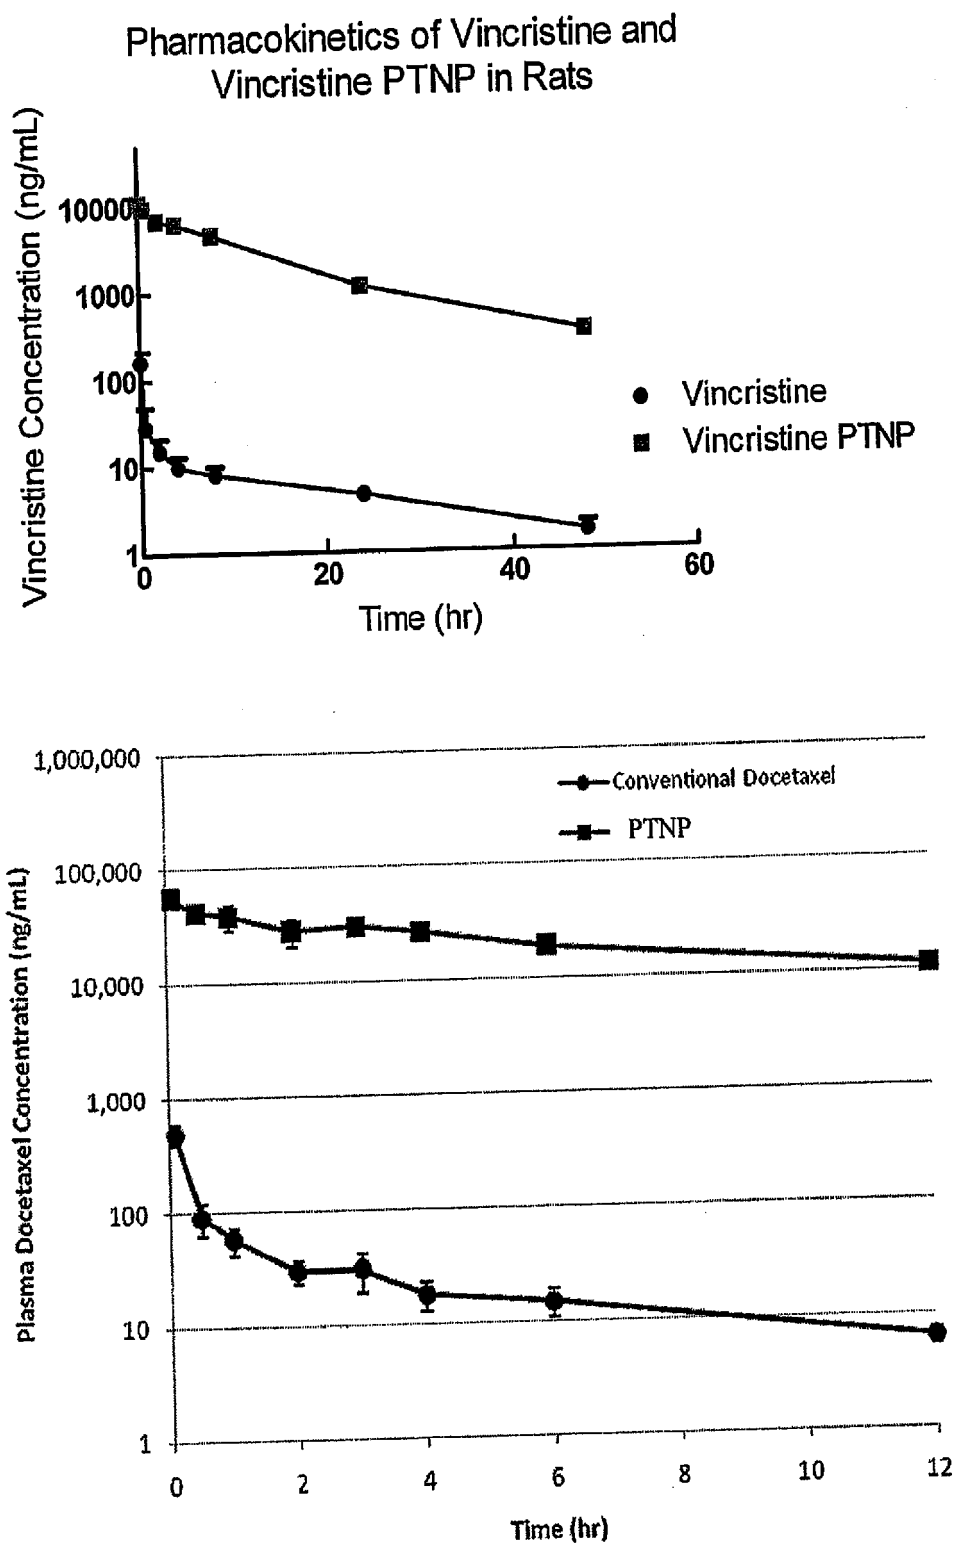 Pharmacokinetics of Vincristine and
Vincristine PTNP in Rats
Vincristine Concentration (ng/mL)
10000
1000
100
10
1
0
20
40
60
Time (hr)
Vincristine
Vincristine PTNP
Plasma Docetaxel Concentration (ng/mL)
1,000,000
100,000
10,000
1,000
100
10
1
0
2
4
6
8
10
12
Time (hr)
Conventional Docetaxel
PTNP